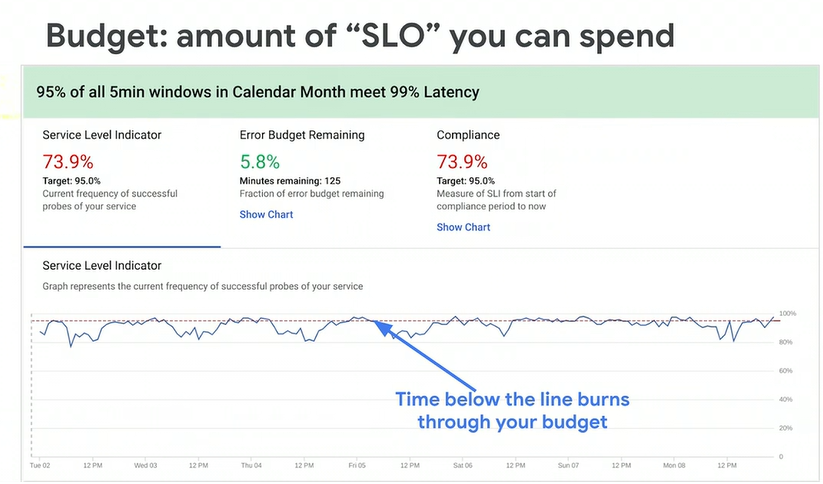 Budget: amount of “SLO” you can spend
95% of all 5min windows in Calendar Month meet 99% Latency
Service Level Indicator
73.9%
Target: 95.0%
Current frequency of successful
probes of your service
Error Budget Remaining
5.8%
Minutes remaining: 125
Fraction of error budget remaining
Show Chart
Compliance
73.9%
Target: 95.0%
Measure of SLI from start of
compliance period to now
Show Chart
Service Level Indicator
Graph represents the current frequency of successful probes of your service
100%
80%
60%
40%
20%
0
Time below the line burns
through your budget
Tue 02 12 PM Wed 03 12 PM Thu 04 12 PM Fri 05 12 PM Sat 06 12 PM Sun 07 12 PM Mon 08 12 PM